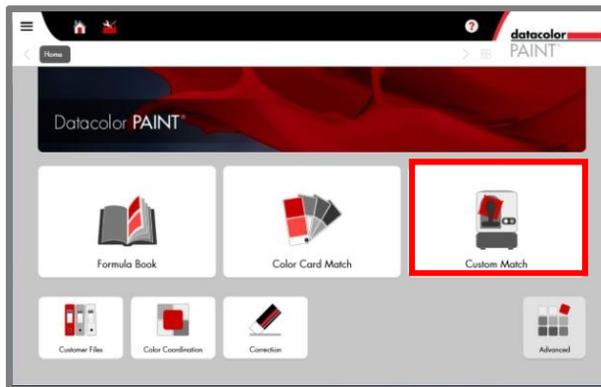 ?
datacolor
Home
PAINT
Datacolor PAINT
Formula Book
Color Card Match
Custom Match
Customer Files
Color Coordination
Correction
Advanced